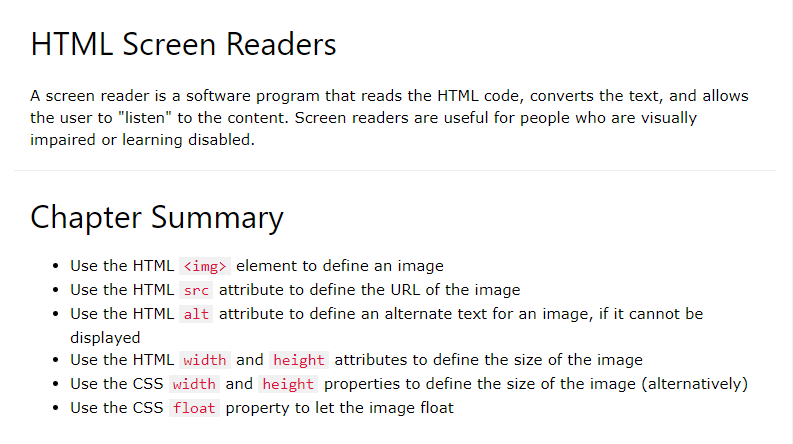 HTML Screen Readers
A screen reader is a software program that reads the HTML code, converts the text, and allows
the user to "listen" to the content. Screen readers are useful for people who are visually
impaired or learning disabled.
Chapter Summary
• Use the HTML <img> element to define an image
• Use the HTML src attribute to define the URL of the image
• Use the HTML alt attribute to define an alternate text for an image, if it cannot be
displayed
• Use the HTML width and height attributes to define the size of the image
• Use the CSS width and height properties to define the size of the image (alternatively)
• Use the CSS float property to let the image float